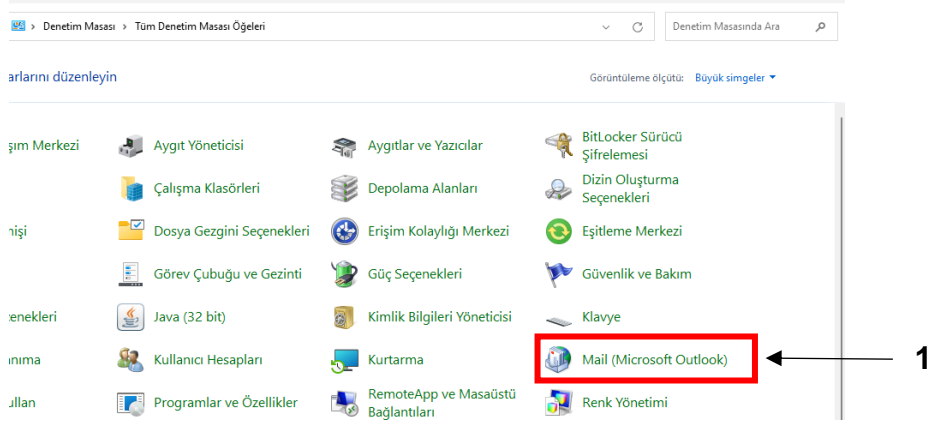 Denetim Masası › Tüm Denetim Masası Öğeleri
Denetim Masasında Ara
arlarını düzenleyin
Görüntüleme ölçütü: Büyük simgeler
şım Merkezi
Aygıt Yöneticisi
Aygıtlar ve Yazıcılar
BitLocker Sürücü
Şifrelemesi
Çalışma Klasörleri
Depolama Alanları
Dizin Oluşturma
Seçenekleri
nişi
Dosya Gezgini Seçenekleri
Erişim Kolaylığı Merkezi
Eşitleme Merkezi
Görev Çubuğu ve Gezinti
Güç Seçenekleri
Güvenlik ve Bakım
enekleri
Java (32 bit)
Kimlik Bilgileri Yöneticisi
Klavye
anıma
Kullanıcı Hesapları
Kurtarma
Mail (Microsoft Outlook)
1
ullan
Programlar ve Özellikler
RemoteApp ve Masaüstü
Bağlantıları
Renk Yönetimi